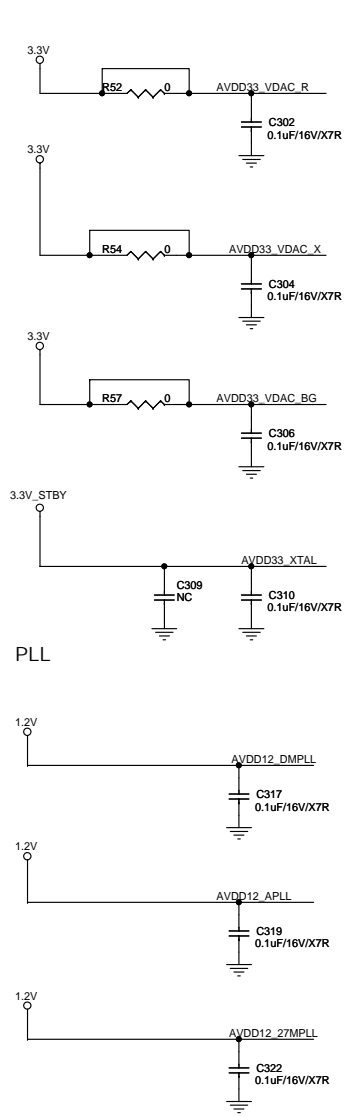 3.3V
R52 0 AVDD33_VDAC_R
C302
0.1uF/16V/X7R
3.3V
R54 0 AVDD33_VDAC_X
C304
0.1uF/16V/X7R
3.3V
R57 0 AVDD33_VDAC_BG
C306
0.1uF/16V/X7R
3.3V_STBY
AVDD33_XTAL
C309
NC
C310
0.1uF/16V/X7R
PLL
1.2V
AVDD12_DMPLL
C317
0.1uF/16V/X7R
1.2V
AVDD12_APLL
C319
0.1uF/16V/X7R
1.2V
AVDD12_27MPLL
C322
0.1uF/16V/X7R